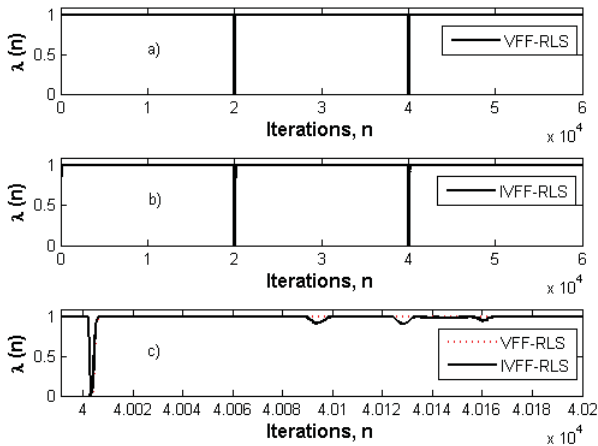 1
0.5
0
λ (n)
a)
VFF-RLS
0 1 2 3 4 5 6
Iterations, n
x 10^4
1
0.5
0
λ (n)
b)
IVFF-RLS
0 1 2 3 4 5 6
Iterations, n
x 10^4
1
0.5
0
λ (n)
c)
VFF-RLS
IVFF-RLS
4 4.002 4.004 4.006 4.008 4.01 4.012 4.014 4.016 4.018 4.02
Iterations, n
x 10^4